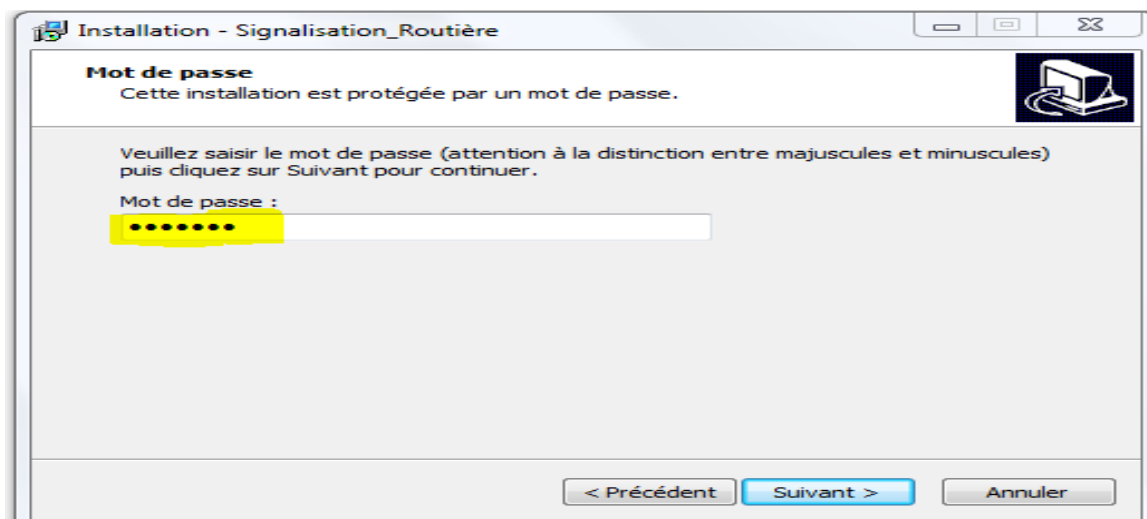 Installation - Signalisation_Routière
Mot de passe
Cette installation est protégée par un mot de passe.
Veuillez saisir le mot de passe (attention à la distinction entre majuscules et minuscules)
puis cliquez sur Suivant pour continuer.
Mot de passe :
•••••••
< Précédent Suivant > Annuler